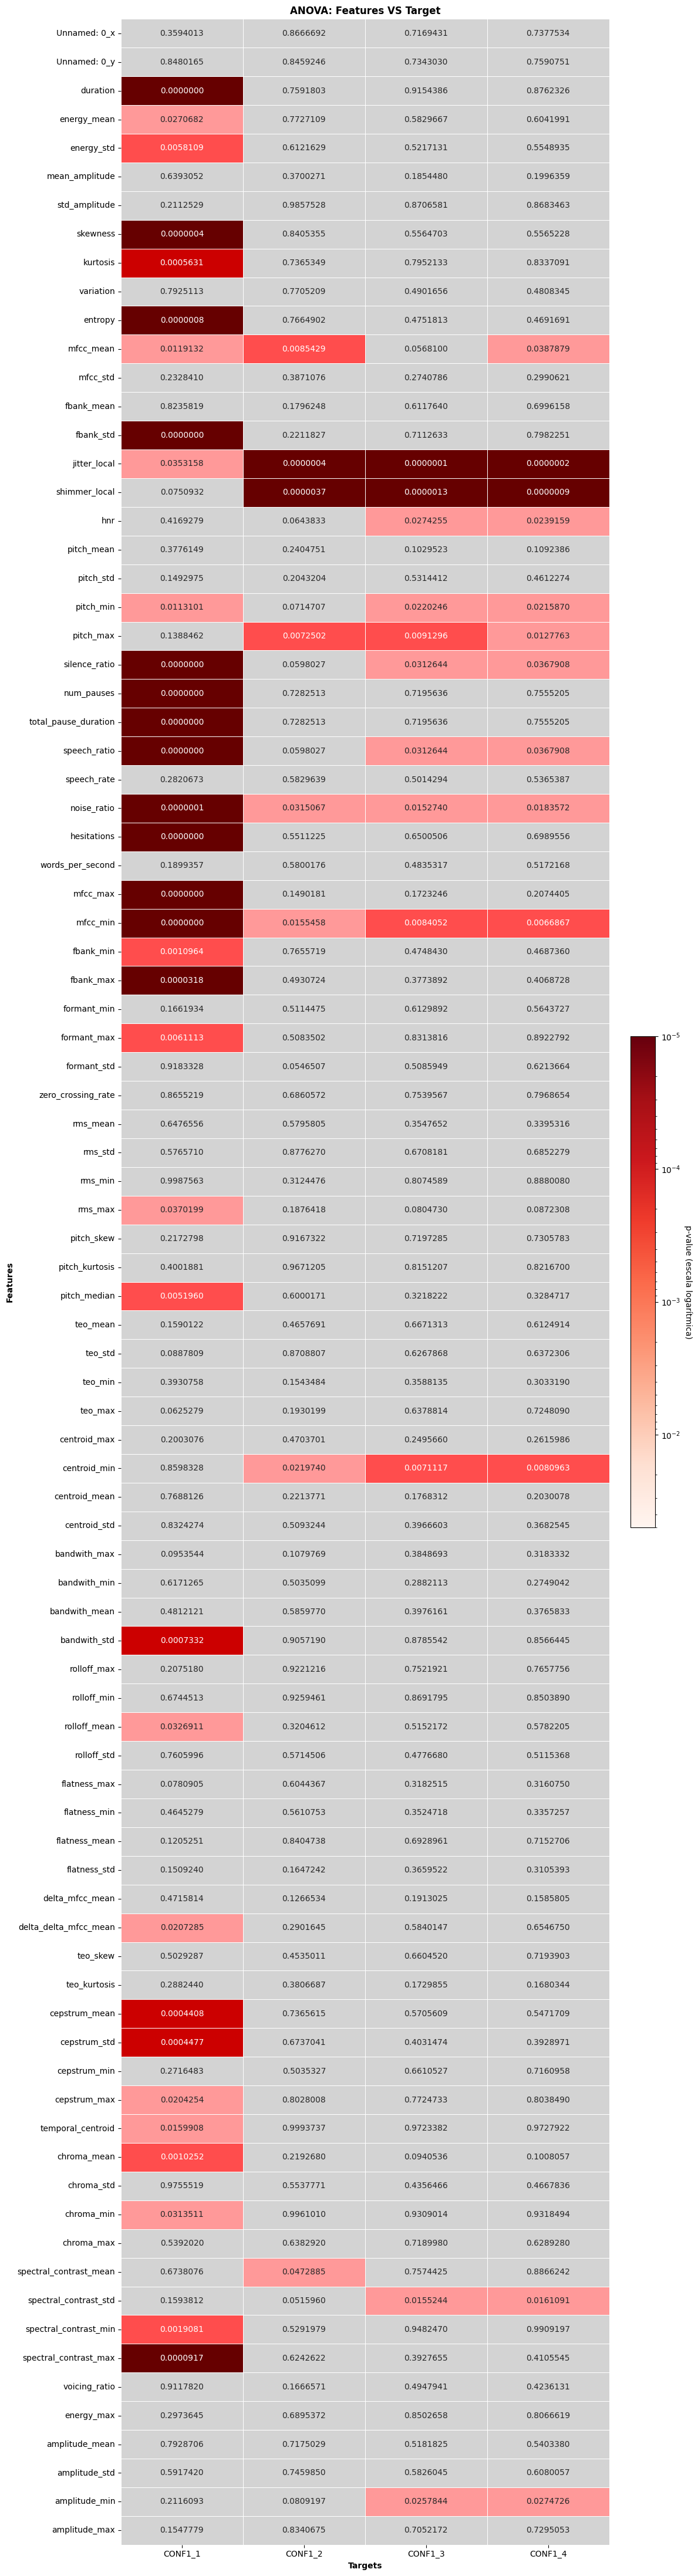 ANOVA: Features VS Target
Unnamed: 0_x 0.3594013 0.8666692 0.7169431 0.7377534
Unnamed: 0_y 0.8480165 0.8459246 0.7343030 0.7590751
duration 0.0000000 0.7591803 0.9154386 0.8762326
energy_mean 0.0270682 0.7727109 0.5829667 0.6041991
energy_std 0.0058109 0.6121629 0.5217131 0.5548935
mean_amplitude 0.6393052 0.3700271 0.1854480 0.1996359
std_amplitude 0.2112529 0.9857528 0.8706581 0.8683463
skewness 0.0000004 0.8405355 0.5564703 0.5565228
kurtosis 0.0005631 0.7365349 0.7952133 0.8337091
variation 0.7925113 0.7705209 0.4901656 0.4808345
entropy 0.0000008 0.7664902 0.4751813 0.4691691
mfcc_mean 0.0119132 0.0085429 0.0568100 0.0387879
mfcc_std 0.2328410 0.3871076 0.2740786 0.2990621
fbank_mean 0.8235819 0.1796248 0.6117640 0.6996158
fbank_std 0.0000000 0.2211827 0.7112633 0.7982251
jitter_local 0.0353158 0.0000004 0.0000001 0.0000002
shimmer_local 0.0750932 0.0000037 0.0000013 0.0000009
hnr 0.4169279 0.0643833 0.0274255 0.0239159
pitch_mean 0.3776149 0.2404751 0.1029523 0.1092386
pitch_std 0.1492975 0.2043204 0.5314412 0.4612274
pitch_min 0.0113101 0.0714707 0.0220246 0.0215870
pitch_max 0.1388462 0.0072502 0.0091296 0.0127763
silence_ratio 0.0000000 0.0598027 0.0312644 0.0367908
num_pauses 0.0000000 0.7282513 0.7195636 0.7555205
total_pause_duration 0.0000000 0.7282513 0.7195636 0.7555205
speech_ratio 0.0000000 0.0598027 0.0312644 0.0367908
speech_rate 0.2820673 0.5829639 0.5014294 0.5365387
noise_ratio 0.0000001 0.0315067 0.0152740 0.0183572
hesitations 0.0000000 0.5511225 0.6500506 0.6989556
words_per_second 0.1899357 0.5800176 0.4835317 0.5172168
mfcc_max 0.0000000 0.1490181 0.1723246 0.2074405
mfcc_min 0.0000000 0.0155458 0.0084052 0.0066867
fbank_min 0.0010964 0.7655719 0.4748430 0.4687360
fbank_max 0.0000318 0.4930724 0.3773892 0.4068728
formant_min 0.1661934 0.5114475 0.6129892 0.5643727
formant_max 0.0061113 0.5083502 0.8313816 0.8922792
formant_std 0.9183328 0.0546507 0.5085949 0.6213664
zero_crossing_rate 0.8655219 0.6860572 0.7539567 0.7968654
rms_mean 0.6476556 0.5795805 0.3547652 0.3395316
rms_std 0.5765710 0.8776270 0.6708181 0.6852279
rms_min 0.9987563 0.3124476 0.8074589 0.8880080
rms_max 0.0370199 0.1876418 0.0804730 0.0872308
pitch_skew 0.2172798 0.9167322 0.7197285 0.7305783
pitch_kurtosis 0.4001881 0.9671205 0.8151207 0.8216700
pitch_median 0.0051960 0.6000171 0.3218222 0.3284717
teo_mean 0.1590122 0.4657691 0.6671313 0.6124914
teo_std 0.0887809 0.8708807 0.6267868 0.6372306
teo_min 0.3930758 0.1543484 0.3588135 0.3033190
teo_max 0.0625279 0.1930199 0.6378814 0.7248090
centroid_max 0.2003076 0.4703701 0.2495660 0.2615986
centroid_min 0.8598328 0.0219740 0.0071117 0.0080963
centroid_mean 0.7688126 0.2213771 0.1768312 0.2030078
centroid_std 0.8324274 0.5093244 0.3966603 0.3682545
bandwith_max 0.0953544 0.1079769 0.3848693 0.3183332
bandwith_min 0.6171265 0.5035099 0.2882113 0.2749042
bandwith_mean 0.4812121 0.5859770 0.3976161 0.3765833
bandwith_std 0.0007332 0.9057190 0.8785542 0.8566445
rolloff_max 0.2075180 0.9221216 0.7521921 0.7657756
rolloff_min 0.6744513 0.9259461 0.8691795 0.8503890
rolloff_mean 0.0326911 0.3204612 0.5152172 0.5782205
rolloff_std 0.7605996 0.5714506 0.4776680 0.5115368
flatness_max 0.0780905 0.6044367 0.3182515 0.3160750
flatness_min 0.4645279 0.5610753 0.3524718 0.3357257
flatness_mean 0.1205251 0.8404738 0.6928961 0.7152706
flatness_std 0.1509240 0.1647242 0.3659522 0.3105393
delta_mfcc_mean 0.4715814 0.1266534 0.1913025 0.1585805
delta_delta_mfcc_mean 0.0207285 0.2901645 0.5840147 0.6546750
teo_skew 0.5029287 0.4535011 0.6604520 0.7193903
teo_kurtosis 0.2882440 0.3806687 0.1729855 0.1680344
cepstrum_mean 0.0004408 0.7365615 0.5705609 0.5471709
cepstrum_std 0.0004477 0.6737041 0.4031474 0.3928971
cepstrum_min 0.2716483 0.5035327 0.6610527 0.7160958
cepstrum_max 0.0204254 0.8028008 0.7724733 0.8038490
temporal_centroid 0.0159908 0.9993737 0.9723382 0.9727922
chroma_mean 0.0010252 0.2192680 0.0940536 0.1008057
chroma_std 0.9755519 0.5537771 0.4356466 0.4667836
chroma_min 0.0313511 0.9961010 0.9309014 0.9318494
chroma_max 0.5392020 0.6382920 0.7189980 0.6289280
spectral_contrast_mean 0.6738076 0.0472885 0.7574425 0.8866242
spectral_contrast_std 0.1593812 0.0515960 0.0155244 0.0161091
spectral_contrast_min 0.0019081 0.5291979 0.9482470 0.9909197
spectral_contrast_max 0.0000917 0.6242622 0.3927655 0.4105545
voicing_ratio 0.9117820 0.1666571 0.4947941 0.4236131
energy_max 0.2973645 0.6895372 0.8502658 0.8066619
amplitude_mean 0.7928706 0.7175029 0.5181825 0.5403380
amplitude_std 0.5917420 0.7459850 0.5826045 0.6080057
amplitude_min 0.2116093 0.0809197 0.0257844 0.0274726
amplitude_max 0.1547779 0.8340675 0.7052172 0.7295053
CONF1_1 CONF1_2 CONF1_3 CONF1_4
Targets
Features
10^-5
10^-4
10^-3
10^-2
p-value (escala logarítmica)